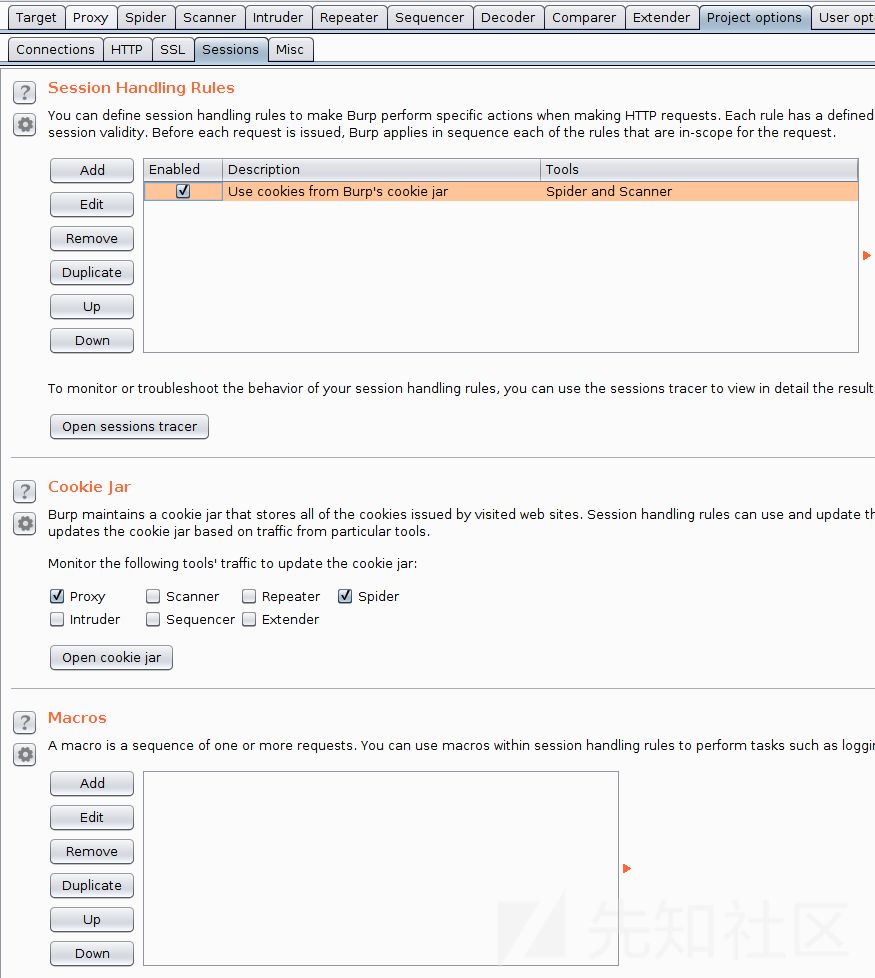 Target Proxy Spider Scanner Intruder Repeater Sequencer Decoder Comparer Extender Project options User opt
Connections HTTP SSL Sessions Misc
? Session Handling Rules
You can define session handling rules to make Burp perform specific actions when making HTTP requests. Each rule has a defined
session validity. Before each request is issued, Burp applies in sequence each of the rules that are in-scope for the request.
Add
Edit
Remove
Duplicate
Up
Down
Enabled Description Tools
Use cookies from Burp's cookie jar Spider and Scanner
To monitor or troubleshoot the behavior of your session handling rules, you can use the sessions tracer to view in detail the result
Open sessions tracer
? Cookie Jar
Burp maintains a cookie jar that stores all of the cookies issued by visited web sites. Session handling rules can use and update th
updates the cookie jar based on traffic from particular tools.
Monitor the following tools' traffic to update the cookie jar:
Proxy Scanner Repeater Spider
Intruder Sequencer Extender
Open cookie jar
? Macros
A macro is a sequence of one or more requests. You can use macros within session handling rules to perform tasks such as loggin
Add
Edit
Remove
Duplicate
Up
Down
先知社区